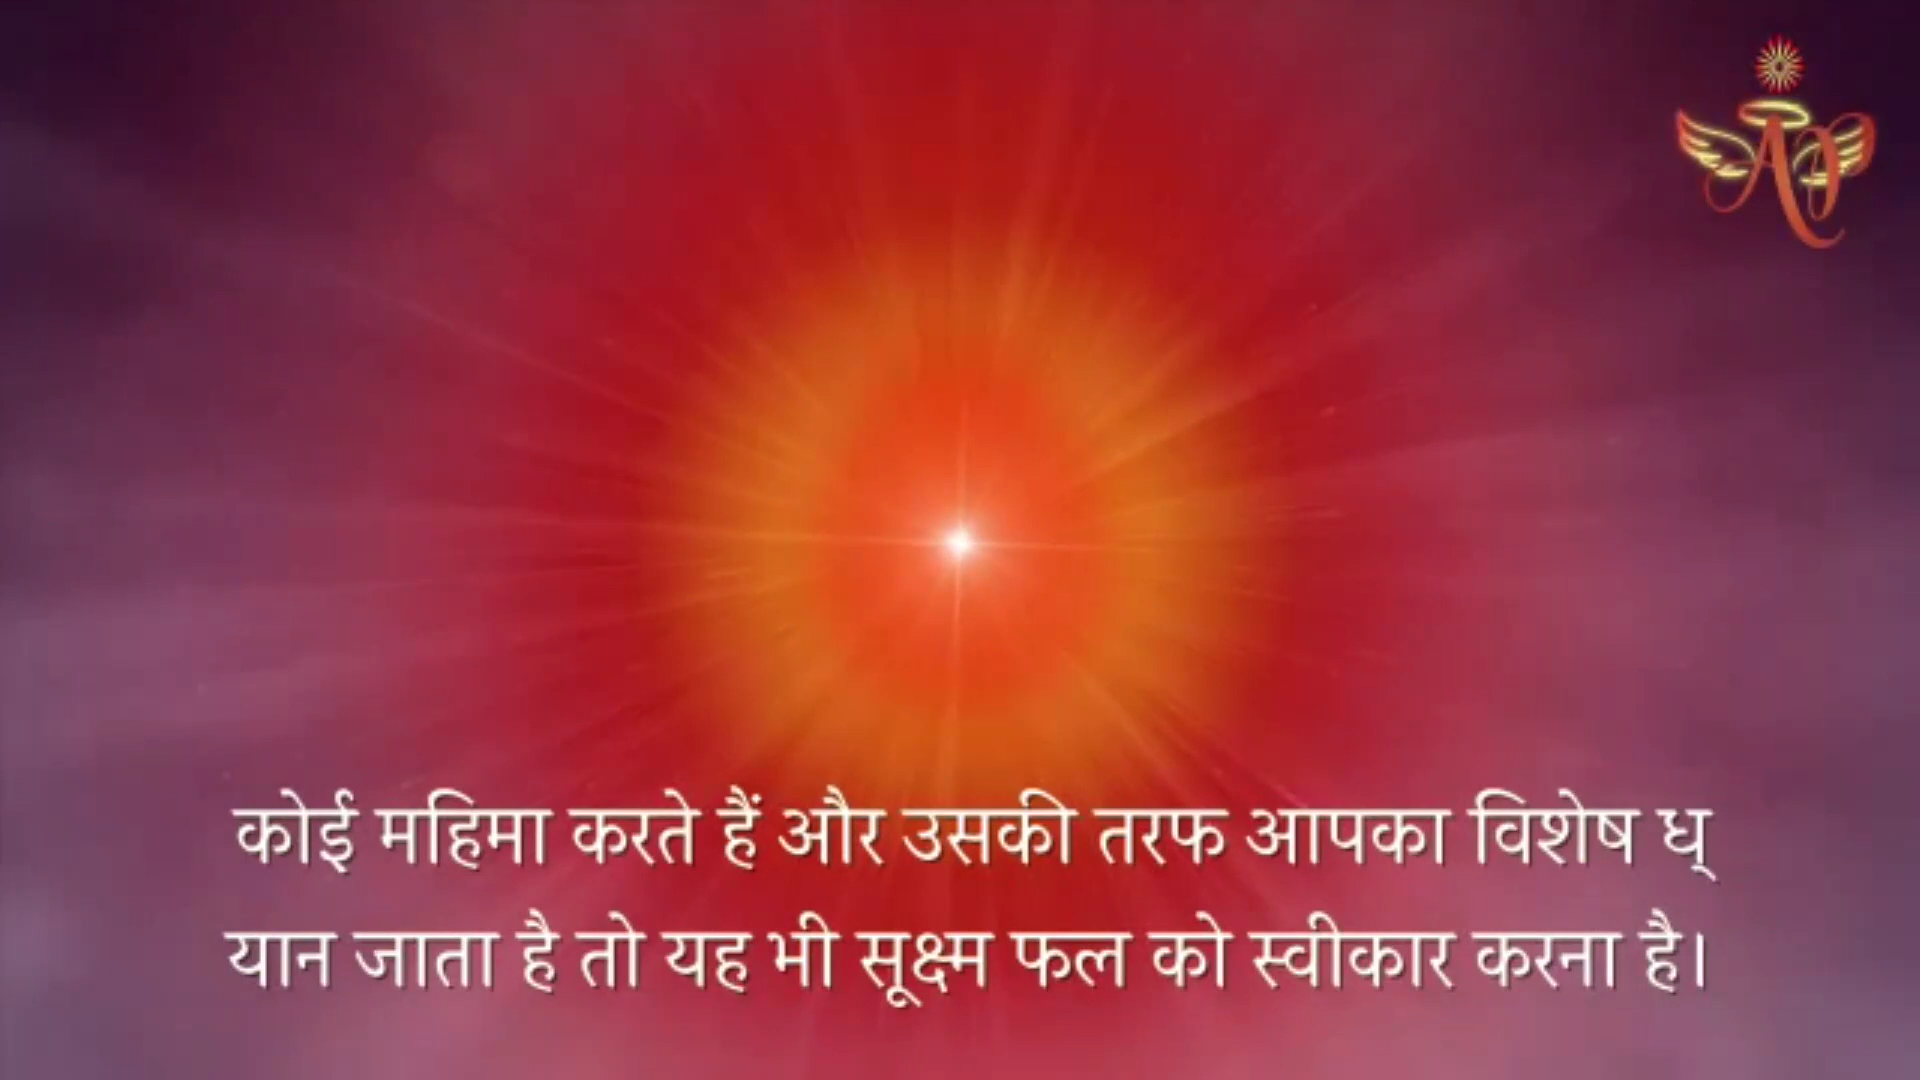 कोई महिमा करते हैं और उसकी तरफ आपका विशेष ध्
यान जाता है तो यह भी सूक्ष्म फल को स्वीकार करना है।